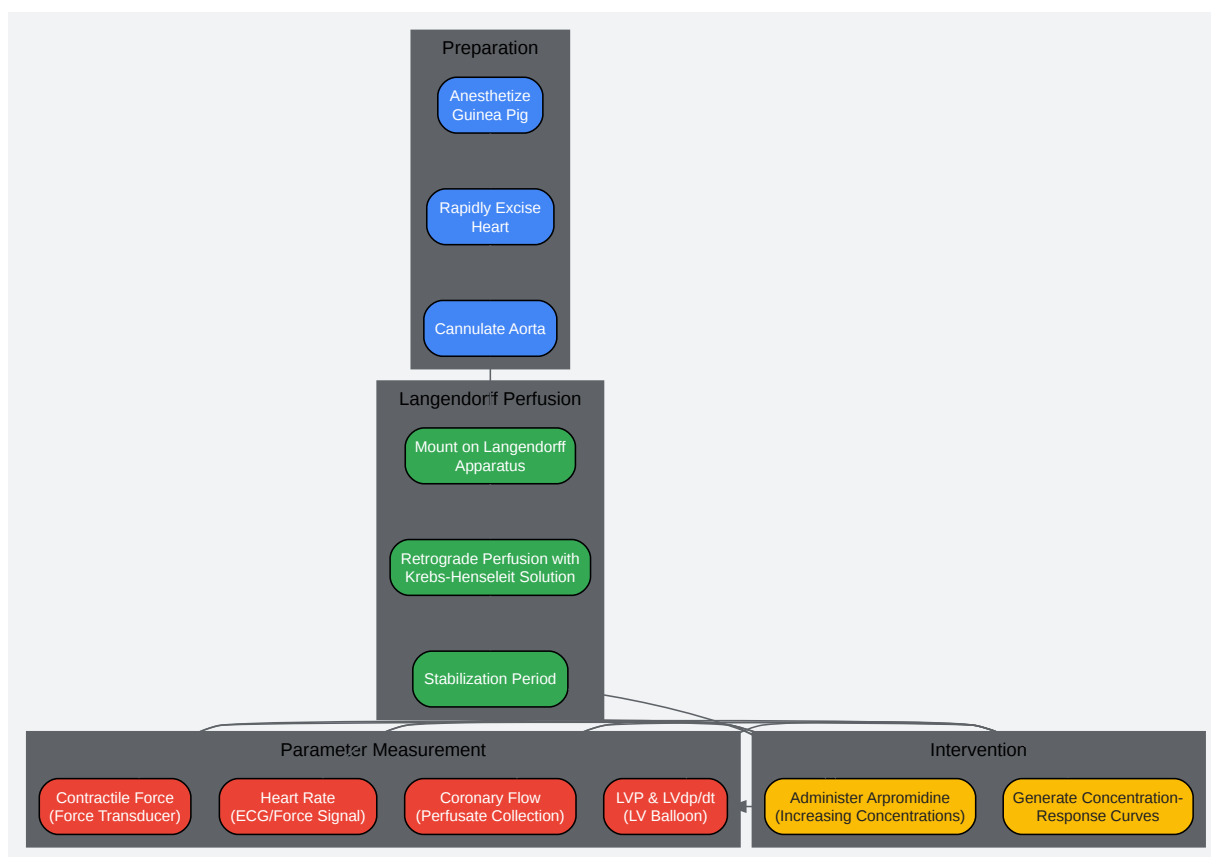 Preparation
Anesthetize
Guinea Pig
Rapidly Excise
Heart
Cannulate Aorta
Langendorff Perfusion
Mount on Langendorff
Apparatus
Retrograde Perfusion with
Krebs-Henseleit Solution
Stabilization Period
Parameter Measurement
Contractile Force
(Force Transducer)
Heart Rate
(ECG/Force Signal)
Coronary Flow
(Perfusate Collection)
LVP & LVdp/dt
(LV Balloon)
Intervention
Administer Arpromidine
(Increasing Concentrations)
Generate Concentration-
Response Curves